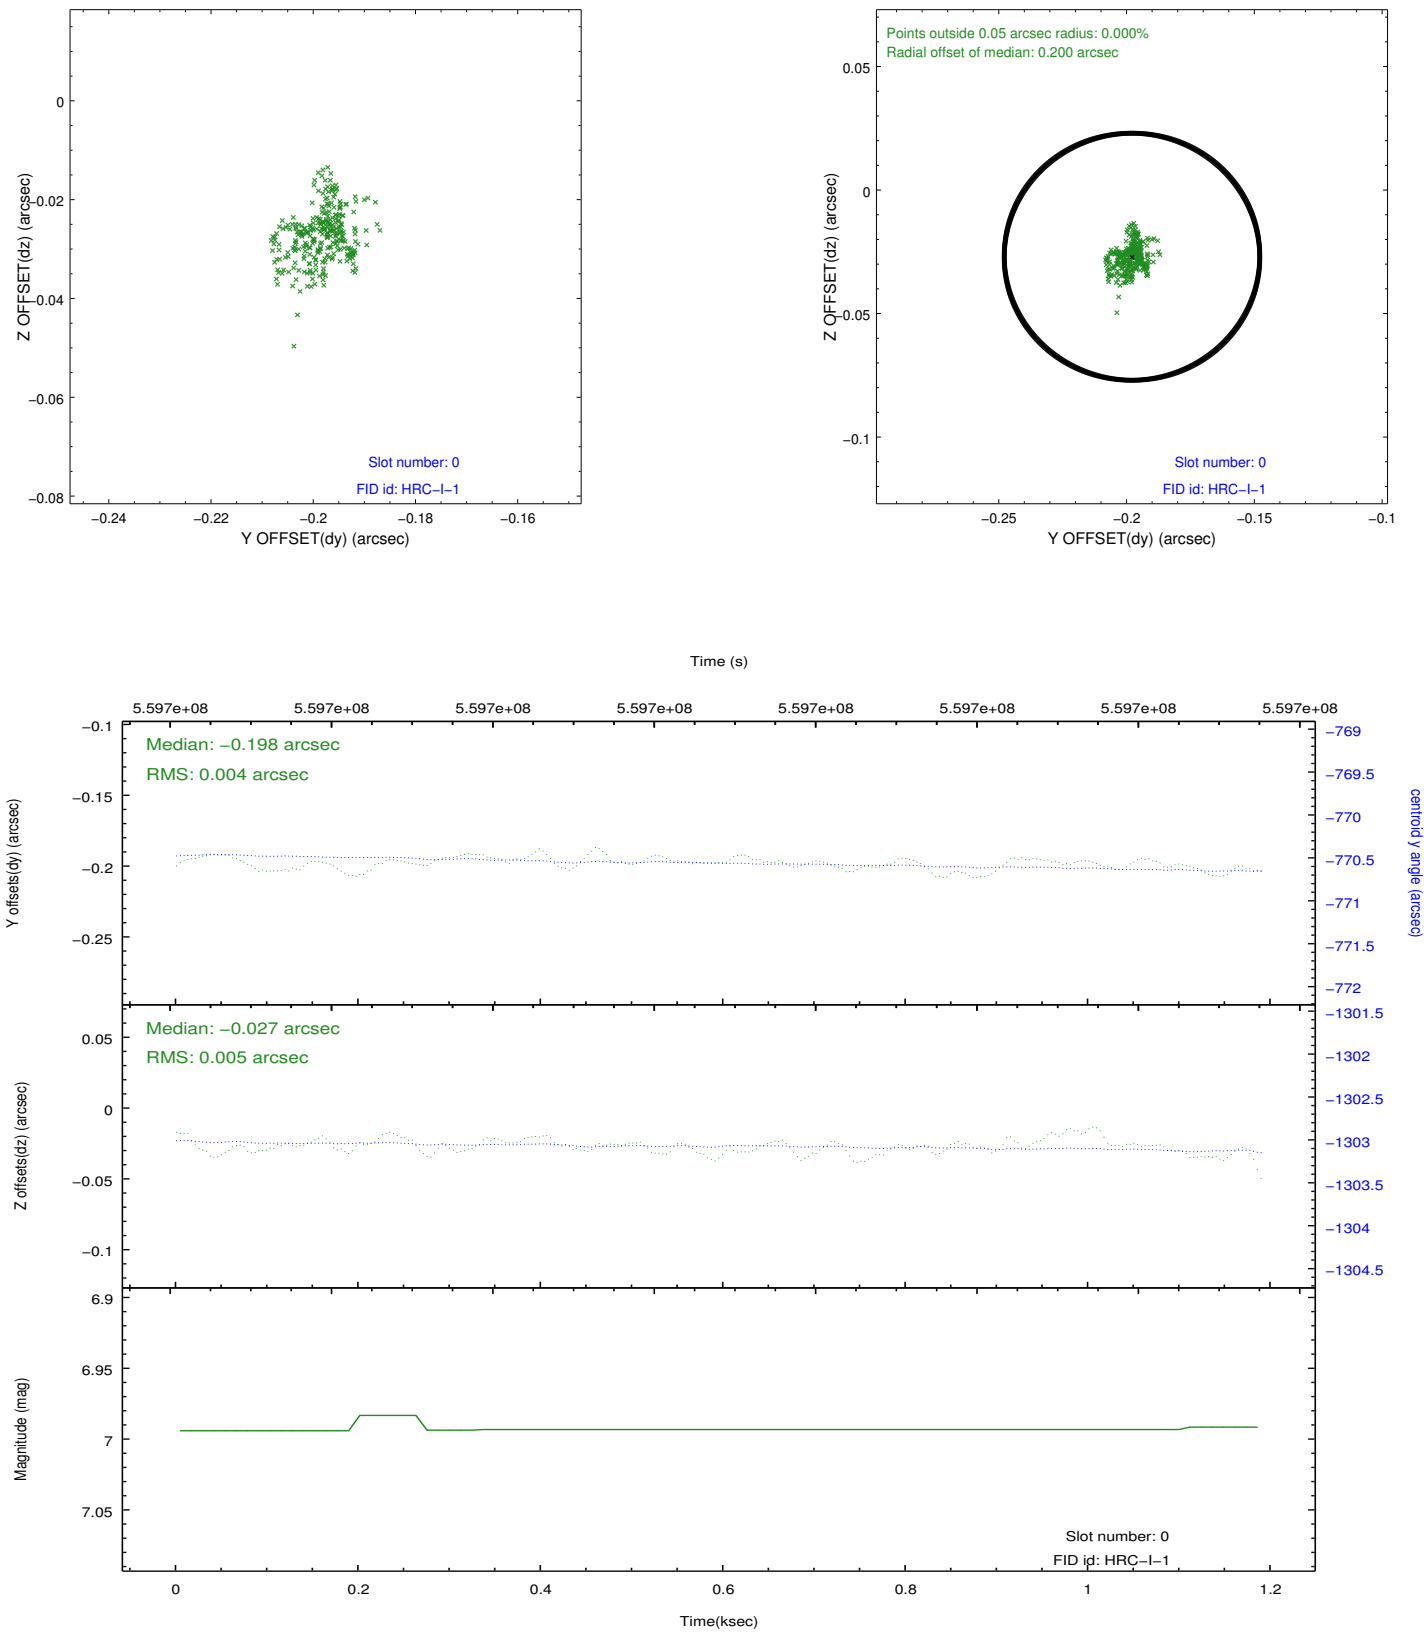 0
−0.02
−0.04
−0.06
−0.08
Z OFFSET(dz) (arcsec)
Slot number: 0
FID id: HRC−I−1
−0.24 −0.22 −0.2 −0.18 −0.16
Y OFFSET(dy) (arcsec)
Points outside 0.05 arcsec radius: 0.000%
Radial offset of median: 0.200 arcsec
0.05
0
−0.05
−0.1
Z OFFSET(dz) (arcsec)
Slot number: 0
FID id: HRC−I−1
−0.25 −0.2 −0.15 −0.1
Y OFFSET(dy) (arcsec)
Time (s)
5.597e+08 5.597e+08 5.597e+08 5.597e+08 5.597e+08 5.597e+08 5.597e+08 5.597e+08
Median: −0.198 arcsec
RMS: 0.004 arcsec
−0.1
−0.15
−0.2
−0.25
Y offsets(dy) (arcsec)
−769
−769.5
−770
−770.5
−771
−771.5
−772
centroid y angle (arcsec)
Median: −0.027 arcsec
RMS: 0.005 arcsec
0.05
0
−0.05
−0.1
Z offsets(dz) (arcsec)
−1301.5
−1302
−1302.5
−1303
−1303.5
−1304
−1304.5
6.9
6.95
7
7.05
Magnitude (mag)
Slot number: 0
FID id: HRC−I−1
0 0.2 0.4 0.6 0.8 1 1.2
Time(ksec)